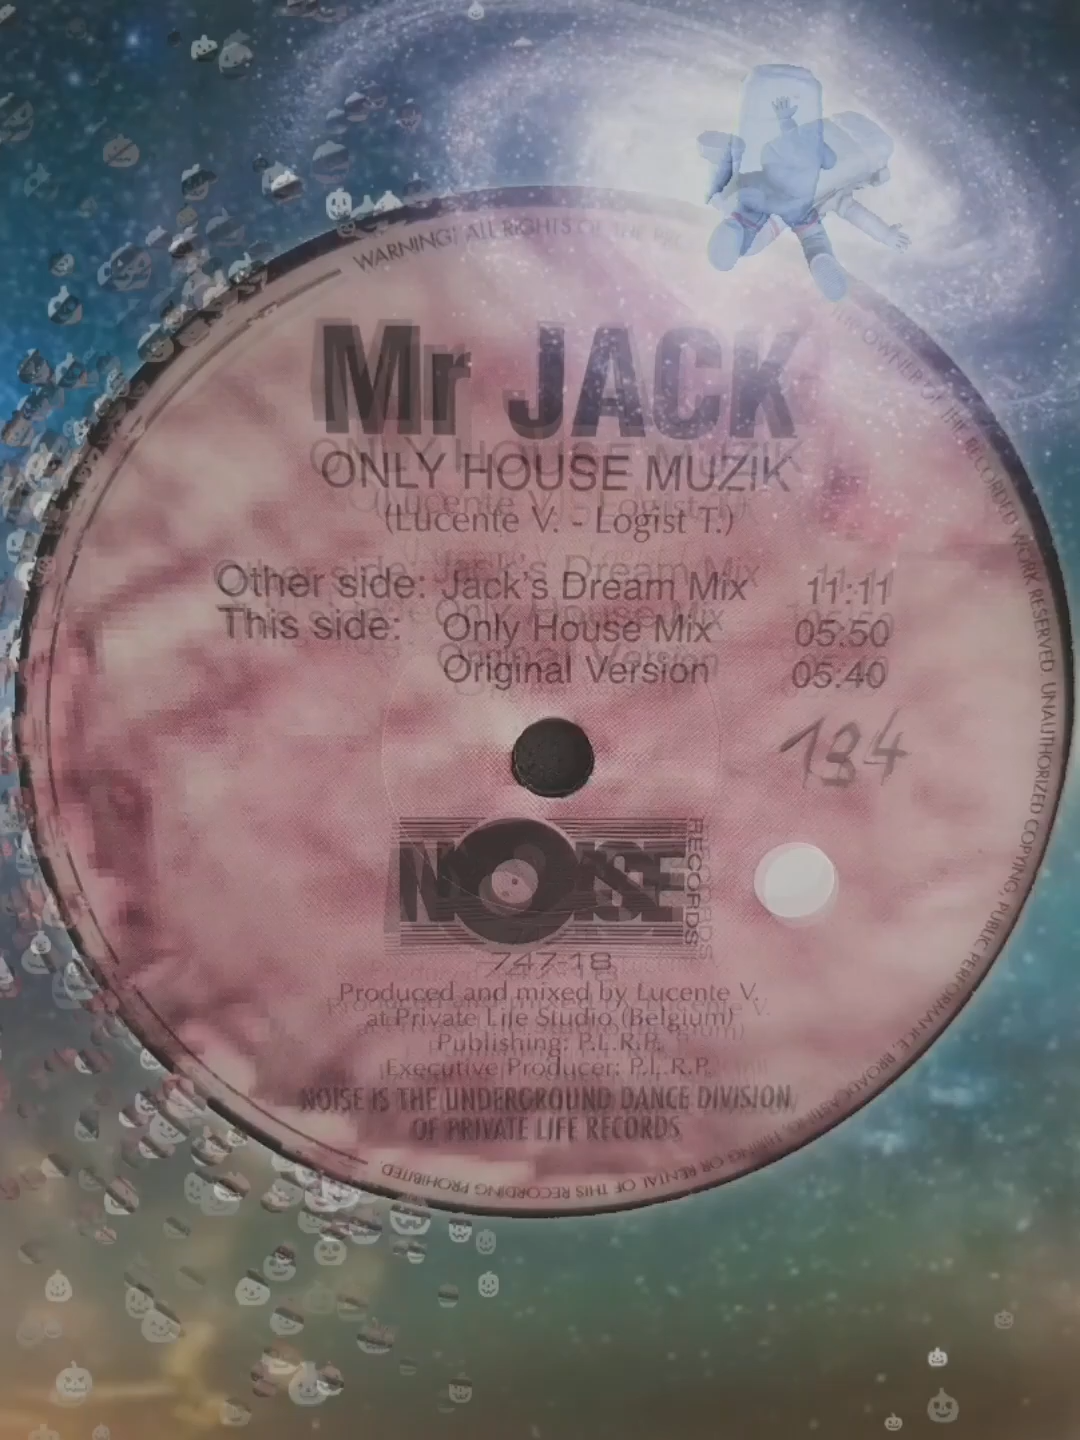 WARNING! ALL RIGHTS OF THE
OWNER OF THE RECORDED WORK RESERVED. UNAUTHORIZED COPYING, PUBLIC PERFORMANCE, BROADCASTING, HIRING OR RENTAL OF THIS RECORDING PROHIBITED.
Mr JACK
ONLY HOUSE MUZIK
(Lucente V. - Logist T.)
Other side: Jack's Dream Mix 11:11
This side: Only House Mix 05:50
Original Version 05:40
134
NOISE
RECORDS
747-18
Produced and mixed by Lucente V.
at Private Life Studio (Belgium)
Publishing: P.L.R.P.
Executive Producer: P.L.R.P.
NOISE IS THE UNDERGROUND DANCE DIVISION
OF PRIVATE LIFE RECORDS